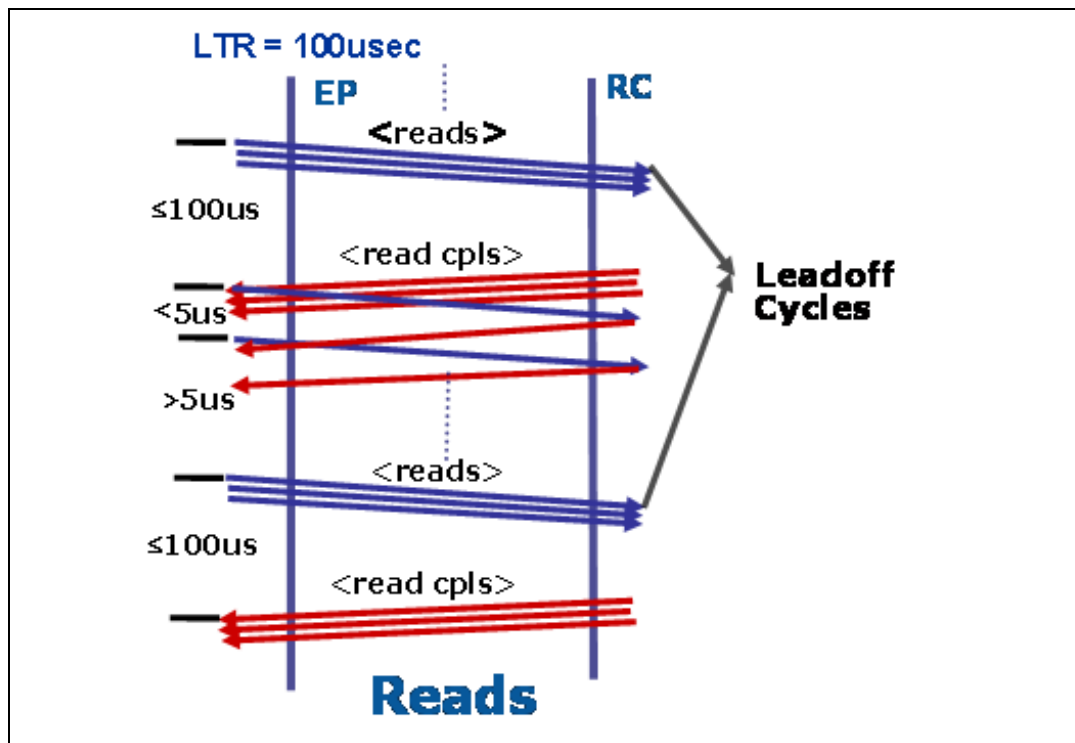 LTR = 100usec
EP
RC
<reads>
≤100us
<read cpls>
Leadoff
Cycles
<5us
>5us
<reads>
≤100us
<read cpls>
Reads